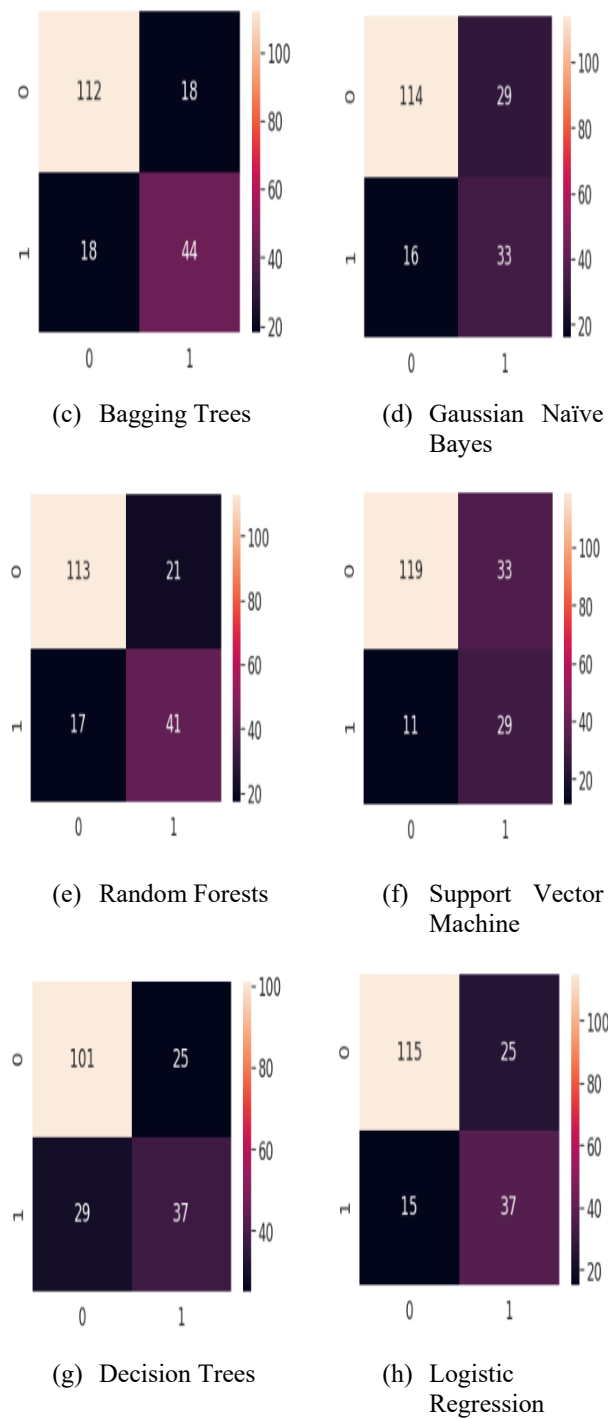 100
0 112 18
80
60
1 18 44
40
20
0 1
(c) Bagging Trees
100
0 114 29
80
60
1 16 33
40
20
0 1
(d) Gaussian Naïve
Bayes
100
0 113 21
80
60
1 17 41
40
20
0 1
(e) Random Forests
100
0 119 33
80
60
1 11 29
40
20
0 1
(f) Support Vector
Machine
100
0 101 25
80
60
1 29 37
40
0 1
(g) Decision Trees
100
0 115 25
80
60
1 15 37
40
20
0 1
(h) Logistic
Regression